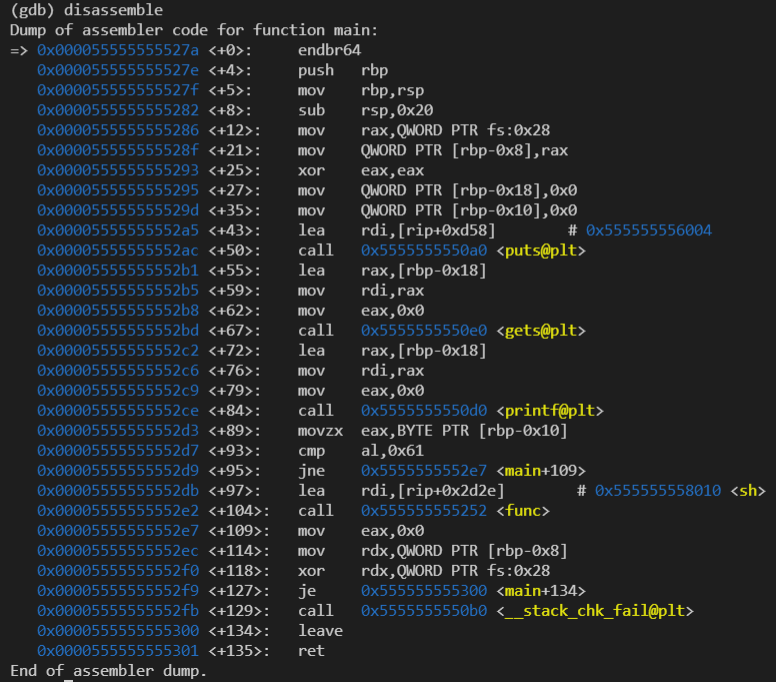 (gdb) disassemble
Dump of assembler code for function main:
=> 0x000055555555527a <+0>:     endbr64
   0x000055555555527e <+4>:     push   rbp
   0x000055555555527f <+5>:     mov    rbp,rsp
   0x0000555555555282 <+8>:     sub    rsp,0x20
   0x0000555555555286 <+12>:    mov    rax,QWORD PTR fs:0x28
   0x000055555555528f <+21>:    mov    QWORD PTR [rbp-0x8],rax
   0x0000555555555293 <+25>:    xor    eax,eax
   0x0000555555555295 <+27>:    mov    QWORD PTR [rbp-0x18],0x0
   0x000055555555529d <+35>:    mov    QWORD PTR [rbp-0x10],0x0
   0x00005555555552a5 <+43>:    lea    rdi,[rip+0xd58]        # 0x555555556004
   0x00005555555552ac <+50>:    call   0x5555555550a0 <puts@plt>
   0x00005555555552b1 <+55>:    lea    rax,[rbp-0x18]
   0x00005555555552b5 <+59>:    mov    rdi,rax
   0x00005555555552b8 <+62>:    mov    eax,0x0
   0x00005555555552bd <+67>:    call   0x5555555550e0 <gets@plt>
   0x00005555555552c2 <+72>:    lea    rax,[rbp-0x18]
   0x00005555555552c6 <+76>:    mov    rdi,rax
   0x00005555555552c9 <+79>:    mov    eax,0x0
   0x00005555555552ce <+84>:    call   0x5555555550d0 <printf@plt>
   0x00005555555552d3 <+89>:    movzx  eax,BYTE PTR [rbp-0x10]
   0x00005555555552d7 <+93>:    cmp    al,0x61
   0x00005555555552d9 <+95>:    jne    0x5555555552e7 <main+109>
   0x00005555555552db <+97>:    lea    rdi,[rip+0x2d2e]        # 0x555555558010 <sh>
   0x00005555555552e2 <+104>:   call   0x555555555252 <func>
   0x00005555555552e7 <+109>:   mov    eax,0x0
   0x00005555555552ec <+114>:   mov    rdx,QWORD PTR [rbp-0x8]
   0x00005555555552f0 <+118>:   xor    rdx,QWORD PTR fs:0x28
   0x00005555555552f9 <+127>:   je     0x555555555300 <main+134>
   0x00005555555552fb <+129>:   call   0x5555555550b0 <__stack_chk_fail@plt>
   0x0000555555555300 <+134>:   leave
   0x0000555555555301 <+135>:   ret
End of assembler dump.